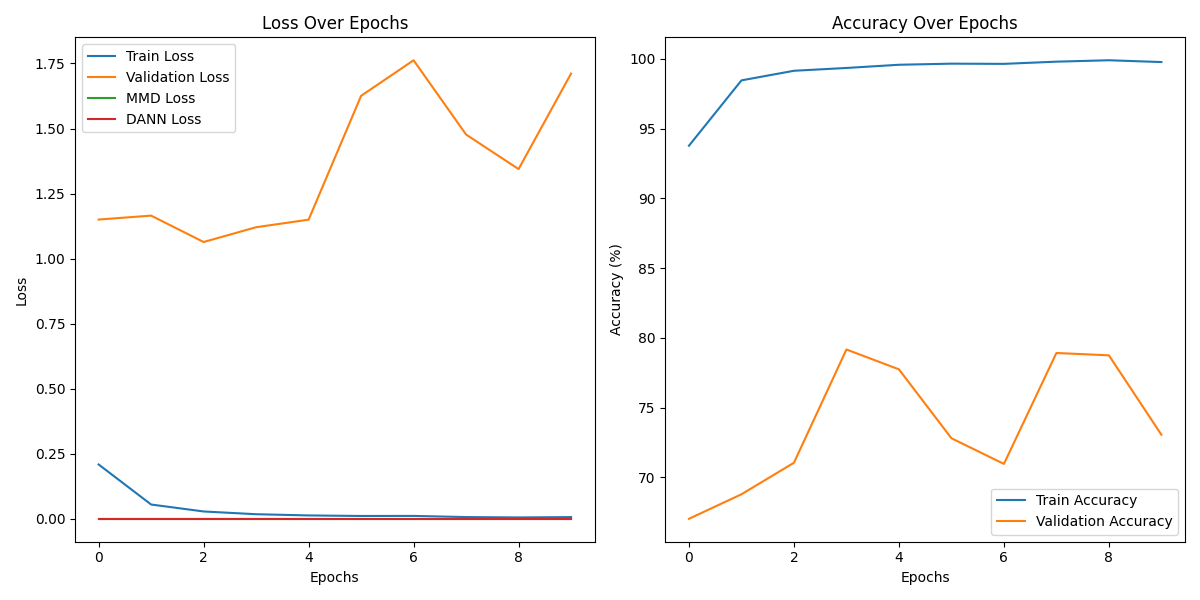 Loss Over Epochs
Train Loss
Validation Loss
MMD Loss
DANN Loss
1.75
1.50
1.25
1.00
0.75
0.50
0.25
0.00
Loss
0 2 4 6 8
Epochs
Accuracy Over Epochs
100
95
90
85
80
75
70
Accuracy (%)
Train Accuracy
Validation Accuracy
0 2 4 6 8
Epochs